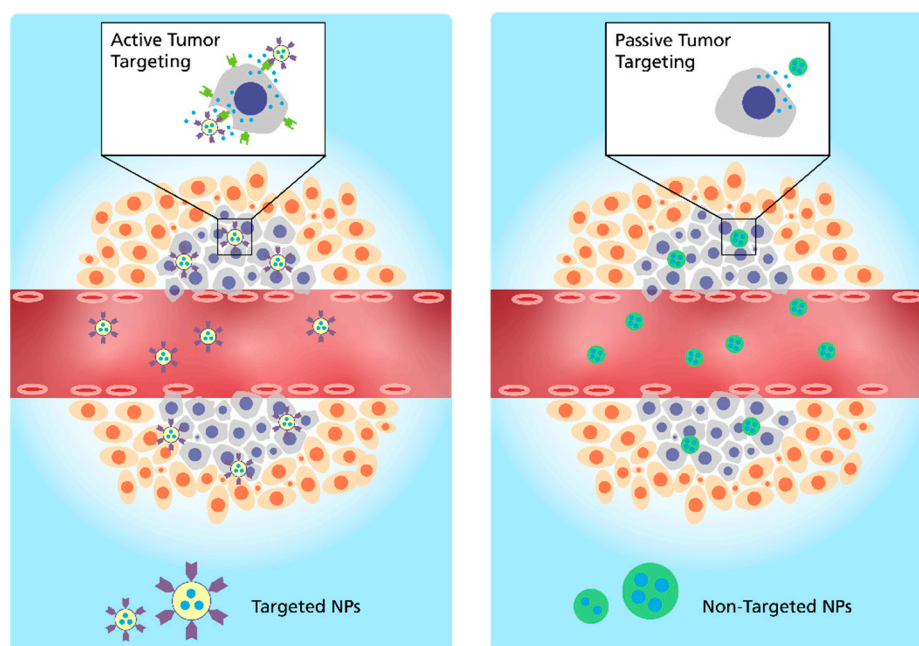 Active Tumor
Targeting
Passive Tumor
Targeting
Targeted NPs
Non-Targeted NPs